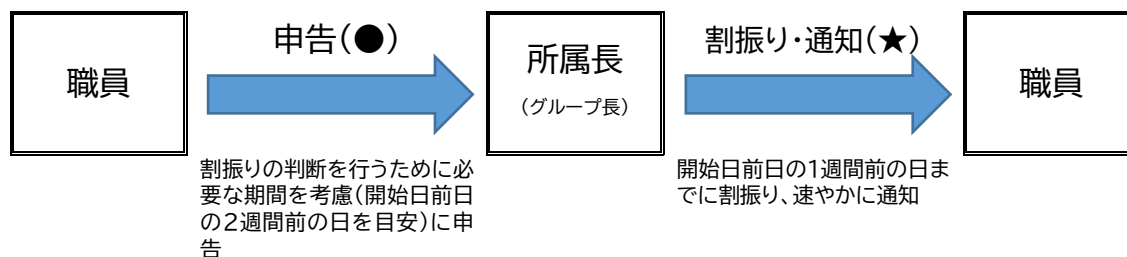 職員
申告(●)
割振りの判断を行うために必
要な期間を考慮(開始日前日
の2週間前の日を目安)に申
告
所属長
(グループ長)
割振り・通知(★)
開始日前日の1週間前の日ま
でに割振り、速やかに通知
職員